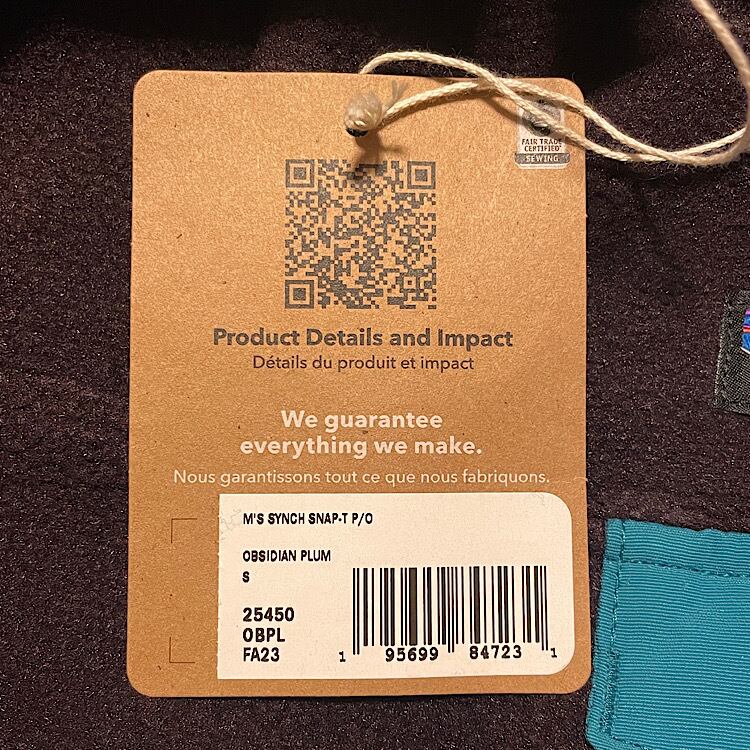 FAIR TRADE
CERTIFIED
SEWING
Product Details and Impact
Détails du produit et impact
We guarantee
everything we make.
Nous garantissons tout ce que nous fabriquons.
M'S SYNCH SNAP-T P/O
OBSIDIAN PLUM
S
25450
OBPL
FA23
1 95699 84723 1